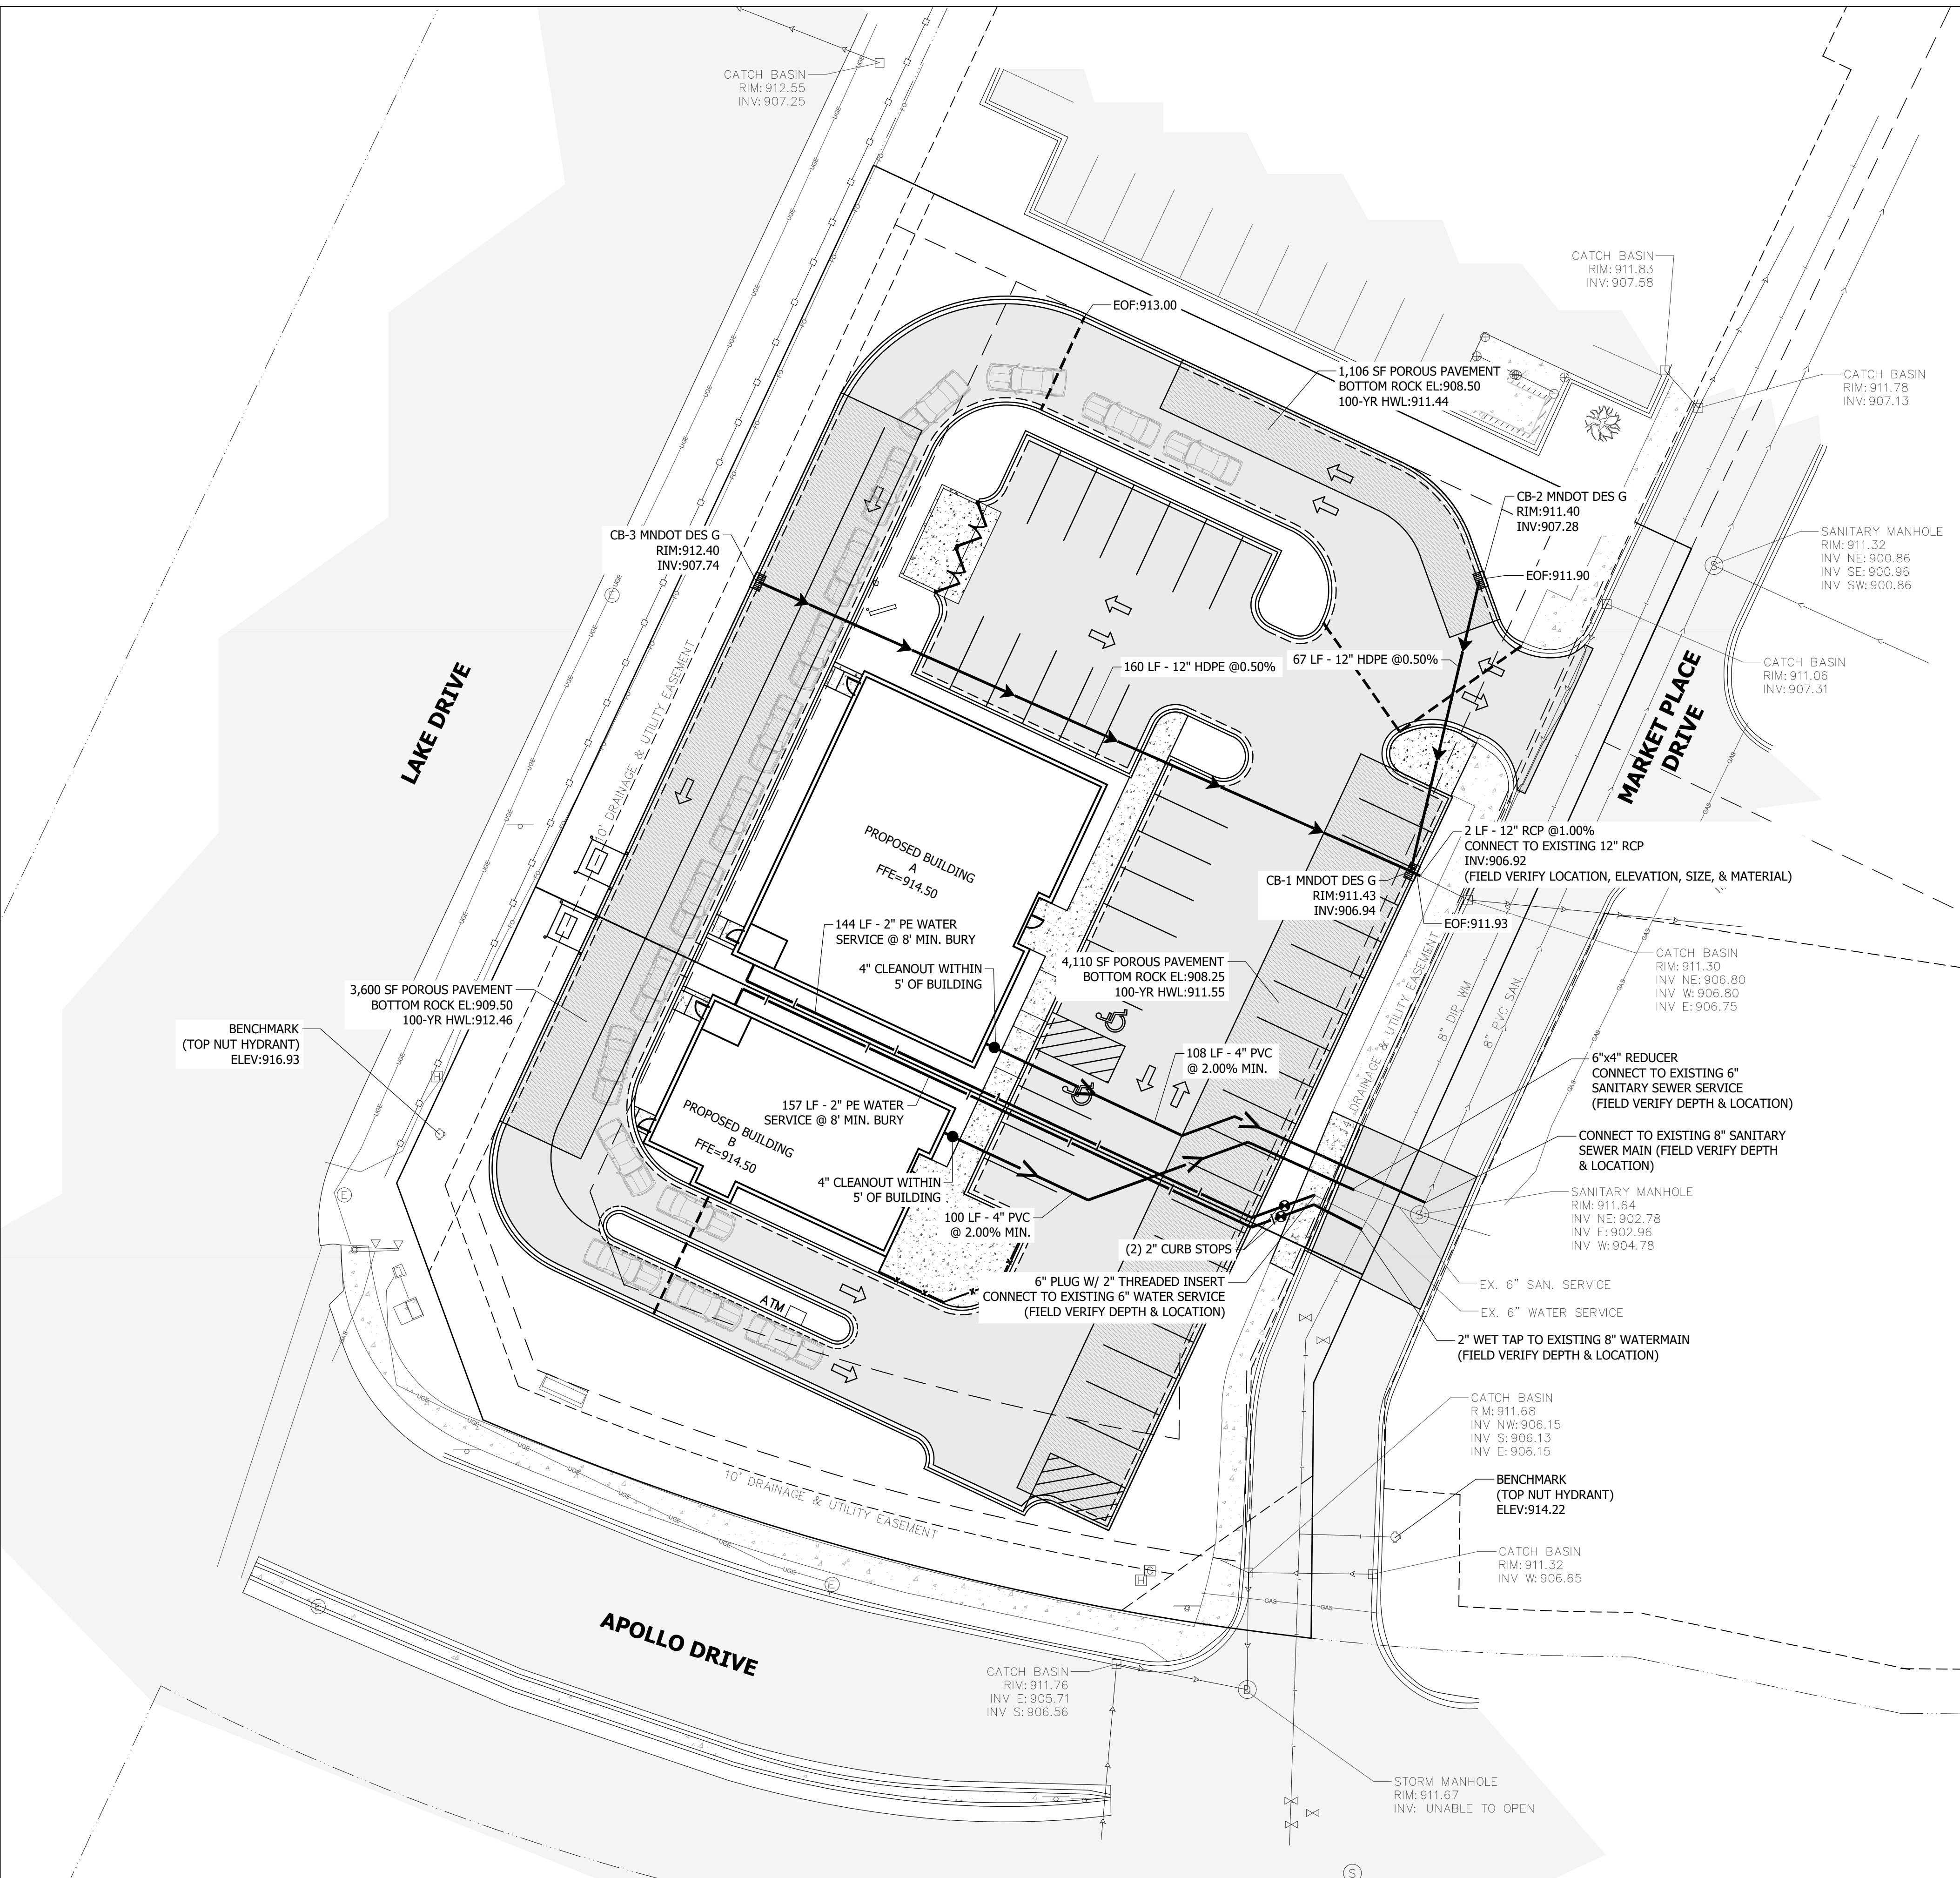 CATCH BASIN
RIM: 912.55
INV: 907.25
CATCH BASIN
RIM: 911.83
INV: 907.58
EOF:913.00
1,106 SF POROUS PAVEMENT
BOTTOM ROCK EL:908.50
100-YR HWL:911.44
CATCH BASIN
RIM: 911.78
INV: 907.13
CB-2 MNDOT DES G
RIM:911.40
INV:907.28
CB-3 MNDOT DES G
RIM:912.40
INV:907.74
SANITARY MANHOLE
RIM: 911.32
INV NE: 900.86
INV SE: 900.96
INV SW: 900.86
EOF:911.90
160 LF - 12" HDPE @0.50%
67 LF - 12" HDPE @0.50%
CATCH BASIN
RIM: 911.06
INV: 907.31
LAKE DRIVE
10' DRAINAGE & UTILITY EASEMENT
MARKET PLACE
DRIVE
PROPOSED BUILDING
A
FFE=914.50
2 LF - 12" RCP @1.00%
CONNECT TO EXISTING 12" RCP
INV:906.92
(FIELD VERIFY LOCATION, ELEVATION, SIZE, & MATERIAL)
CB-1 MNDOT DES G
RIM:911.43
INV:906.94
EOF:911.93
144 LF - 2" PE WATER
SERVICE @ 8' MIN. BURY
4" CLEANOUT WITHIN
5' OF BUILDING
4,110 SF POROUS PAVEMENT
BOTTOM ROCK EL:908.25
100-YR HWL:911.55
CATCH BASIN
RIM: 911.30
INV NE: 906.80
INV W: 906.80
INV E: 906.75
3,600 SF POROUS PAVEMENT
BOTTOM ROCK EL:909.50
100-YR HWL:912.46
BENCHMARK
(TOP NUT HYDRANT)
ELEV:916.93
DRAINAGE & UTILITY EASEMENT
8" DIP WM
8" PVC SAN.
108 LF - 4" PVC
@ 2.00% MIN.
6"x4" REDUCER
CONNECT TO EXISTING 6"
SANITARY SEWER SERVICE
(FIELD VERIFY DEPTH & LOCATION)
157 LF - 2" PE WATER
SERVICE @ 8' MIN. BURY
PROPOSED BUILDING
B
FFE=914.50
CONNECT TO EXISTING 8" SANITARY
SEWER MAIN (FIELD VERIFY DEPTH
& LOCATION)
4" CLEANOUT WITHIN
5' OF BUILDING
SANITARY MANHOLE
RIM: 911.64
INV NE: 902.78
INV E: 902.96
INV W: 904.78
100 LF - 4" PVC
@ 2.00% MIN.
(2) 2" CURB STOPS
6" PLUG W/ 2" THREADED INSERT
CONNECT TO EXISTING 6" WATER SERVICE
(FIELD VERIFY DEPTH & LOCATION)
EX. 6" SAN. SERVICE
EX. 6" WATER SERVICE
ATM
2" WET TAP TO EXISTING 8" WATERMAIN
(FIELD VERIFY DEPTH & LOCATION)
CATCH BASIN
RIM: 911.68
INV NW: 906.15
INV S: 906.13
INV E: 906.15
10' DRAINAGE & UTILITY EASEMENT
BENCHMARK
(TOP NUT HYDRANT)
ELEV:914.22
CATCH BASIN
RIM: 911.32
INV W: 906.65
APOLLO DRIVE
CATCH BASIN
RIM: 911.76
INV E: 905.71
INV S: 906.56
STORM MANHOLE
RIM: 911.67
INV: UNABLE TO OPEN